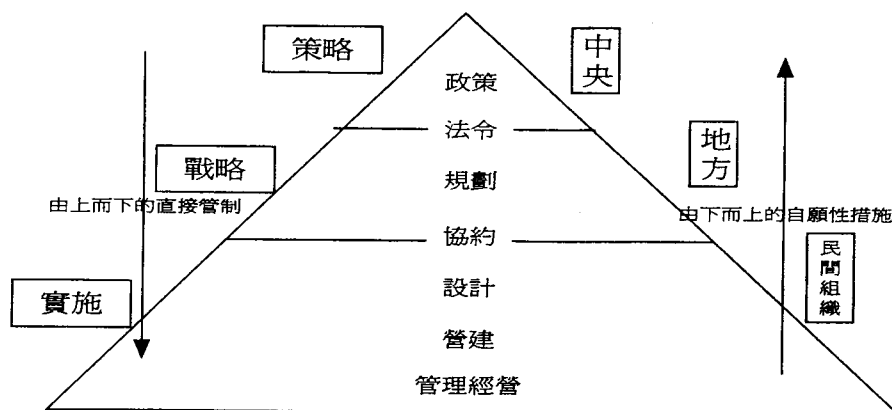 策略
中央
政策
法令
地方
戰略
規劃
由上而下的直接管制
由下而上的自願性措施
協約
民間組織
設計
實施
營建
管理經營